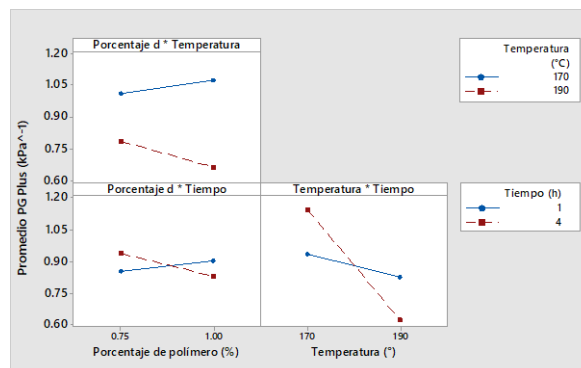 Porcentaje d * Temperatura
Temperatura
(°C)
170
190
1.20
1.05
0.90
0.75
0.60
Promedio PG Plus (kPa^-1)
Porcentaje d * Tiempo
Temperatura * Tiempo
Tiempo (h)
1
4
1.20
1.05
0.90
0.75
0.60
0.75
1.00
170
190
Porcentaje de polímero (%)
Temperatura (°)